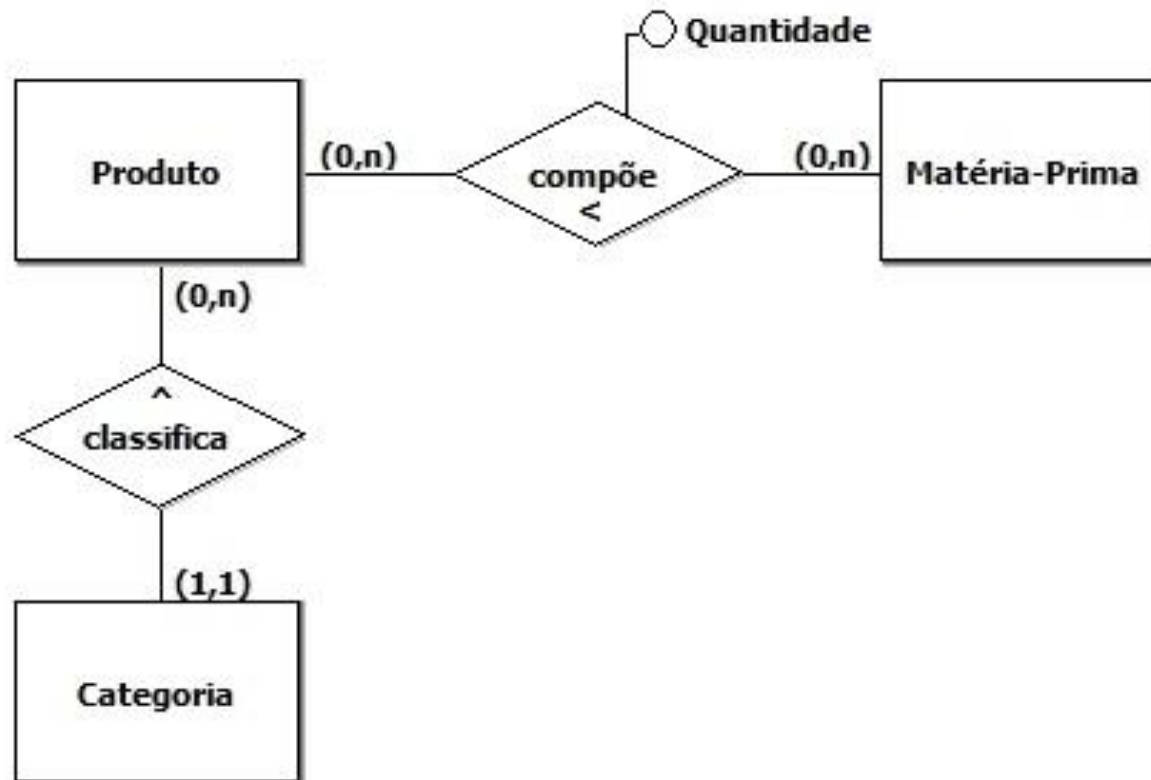 Quantidade
Produto
(0,n)
compõe
<
(0,n)
Matéria-Prima
(0,n)
^
classifica
(1,1)
Categoria